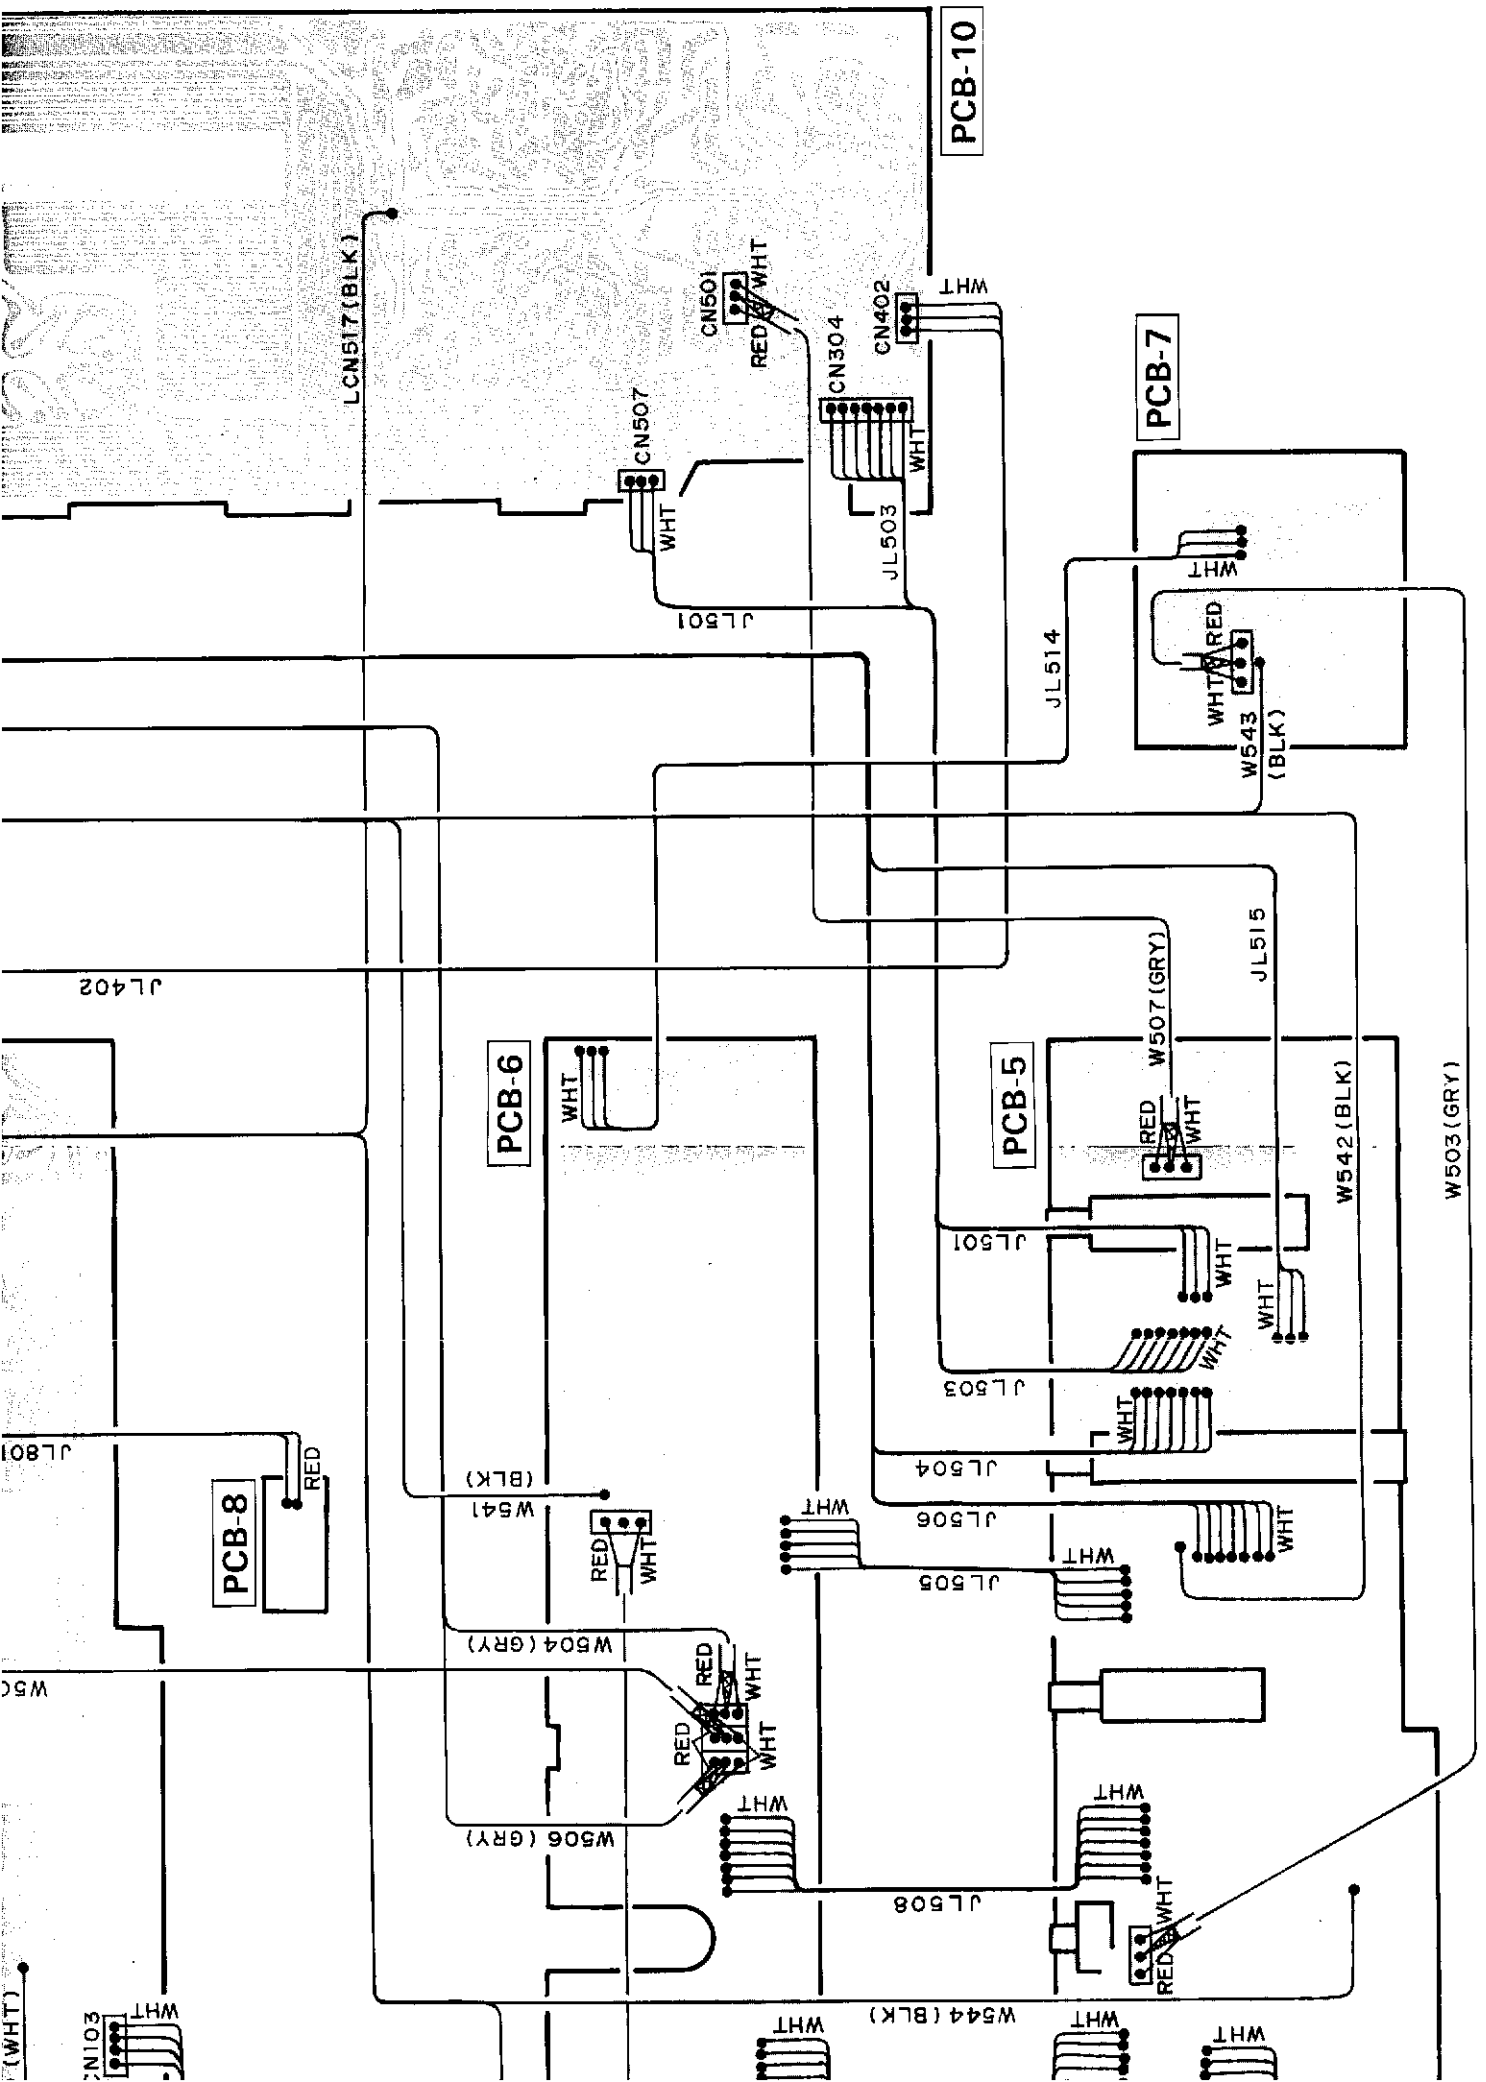 PCB-10
LCN517(BLK)
CN501
WHT
RED
CN304
CN402
WHT
PCB-7
CN507
WHT
WHT
JL503
JL501
WHT
JL514
WHT
RED
W543
(BLK)
JL402
JL515
W507(GRY)
PCB-6
WHT
PCB-5
RED
WHT
W542(BLK)
W503(GRY)
JL501
WHT
WHT
JL503
WHT
WHT
JL504
JL801
RED
PCB-8
(BLK)
W541
RED
WHT
WHT
JL506
WHT
JL505
WHT
W504(GRY)
RED
WHT
RED
WHT
W506(GRY)
WHT
WHT
JL508
WHT
RED
W544(BLK)
(WHT)
CN103
WHT
WHT
WHT
WHT